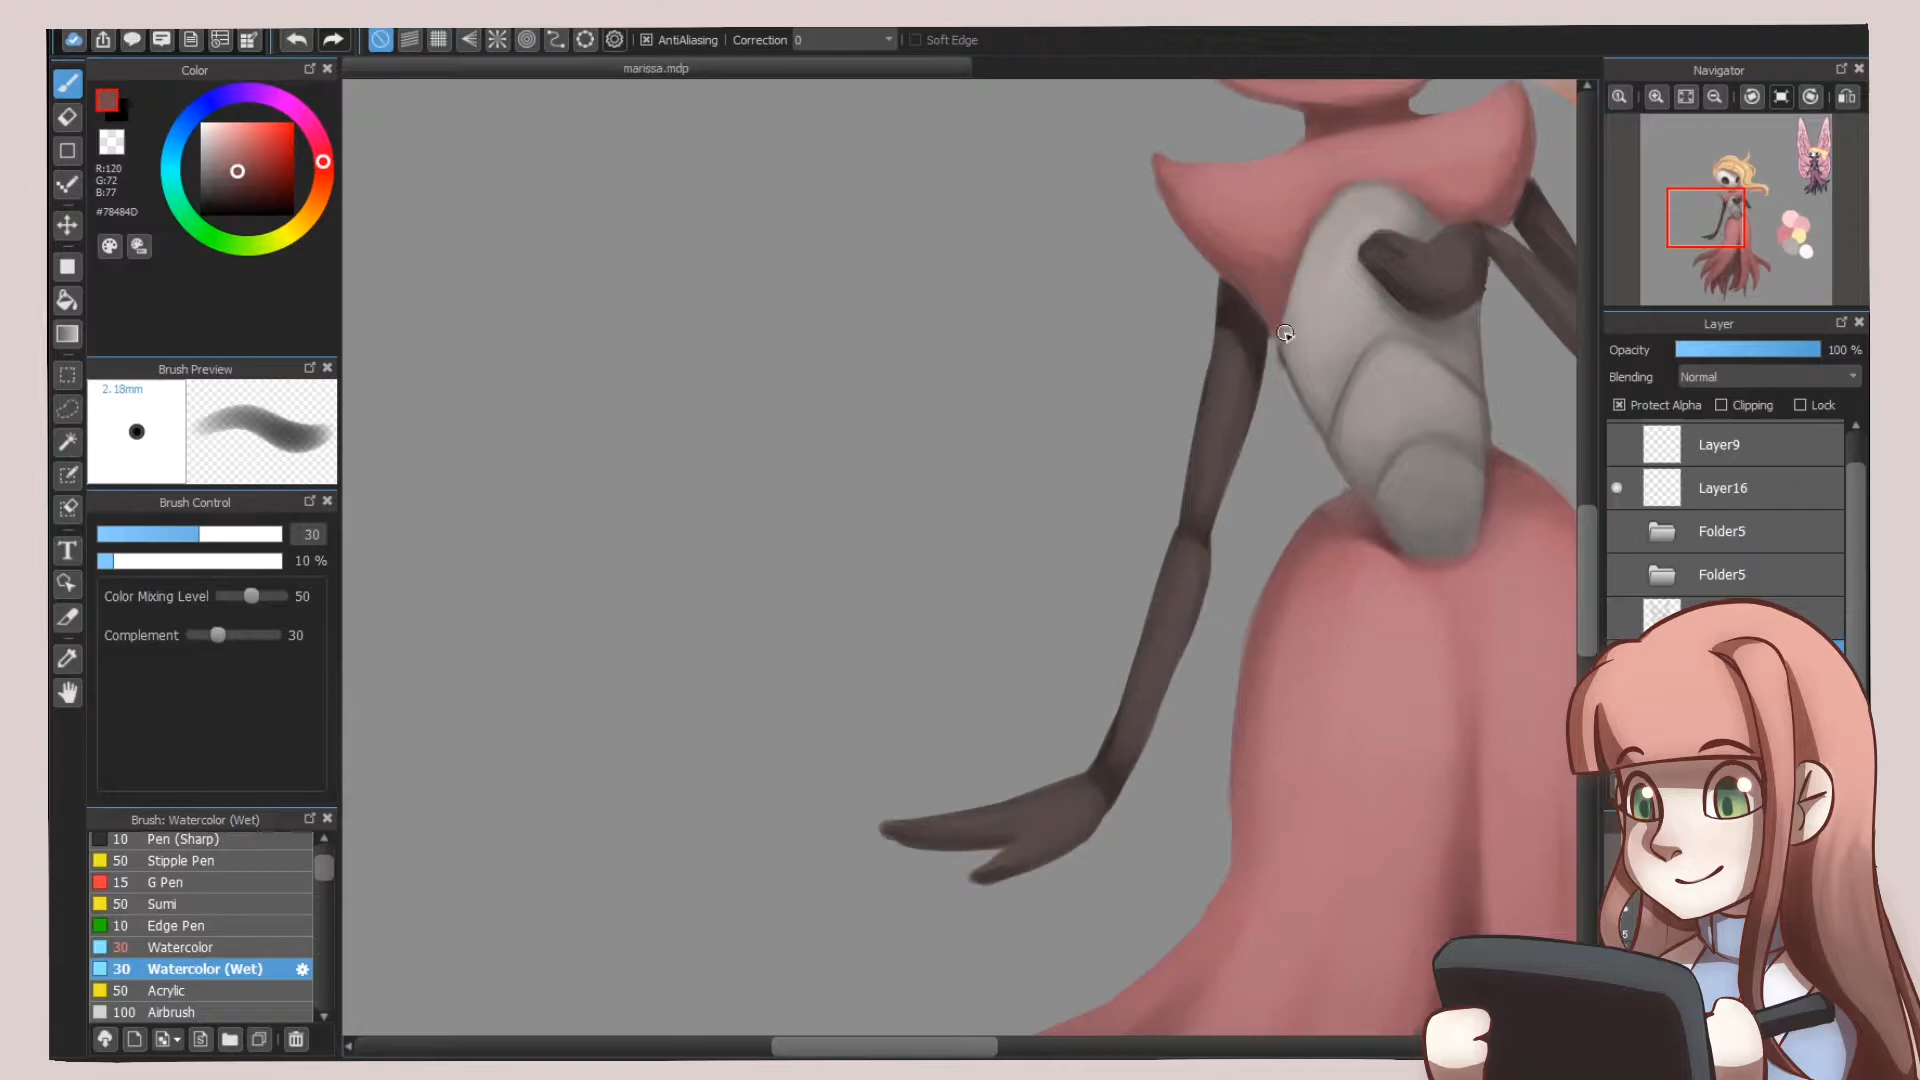 AntiAliasing
Correction
0
Soft Edge
Color
marissa.mdp
Navigator
R:120
G:72
B:77
#78484D
Layer
Opacity
100 %
Blending
Normal
Brush Preview
2.18mm
Protect Alpha
Clipping
Lock
Layer9
Layer16
Brush Control
30
10 %
Folder5
Folder5
Color Mixing Level
50
Complement
30
Brush: Watercolor (Wet)
10 Pen (Sharp)
50 Stipple Pen
15 G Pen
50 Sumi
10 Edge Pen
30 Watercolor
30 Watercolor (Wet)
50 Acrylic
100 Airbrush
T
5